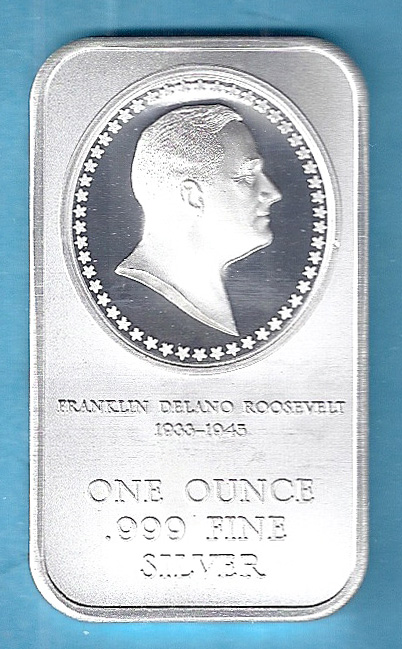 FRANKLIN DELANO ROOSEVELT
1933-1945
ONE OUNCE
.999 FINE
SILVER